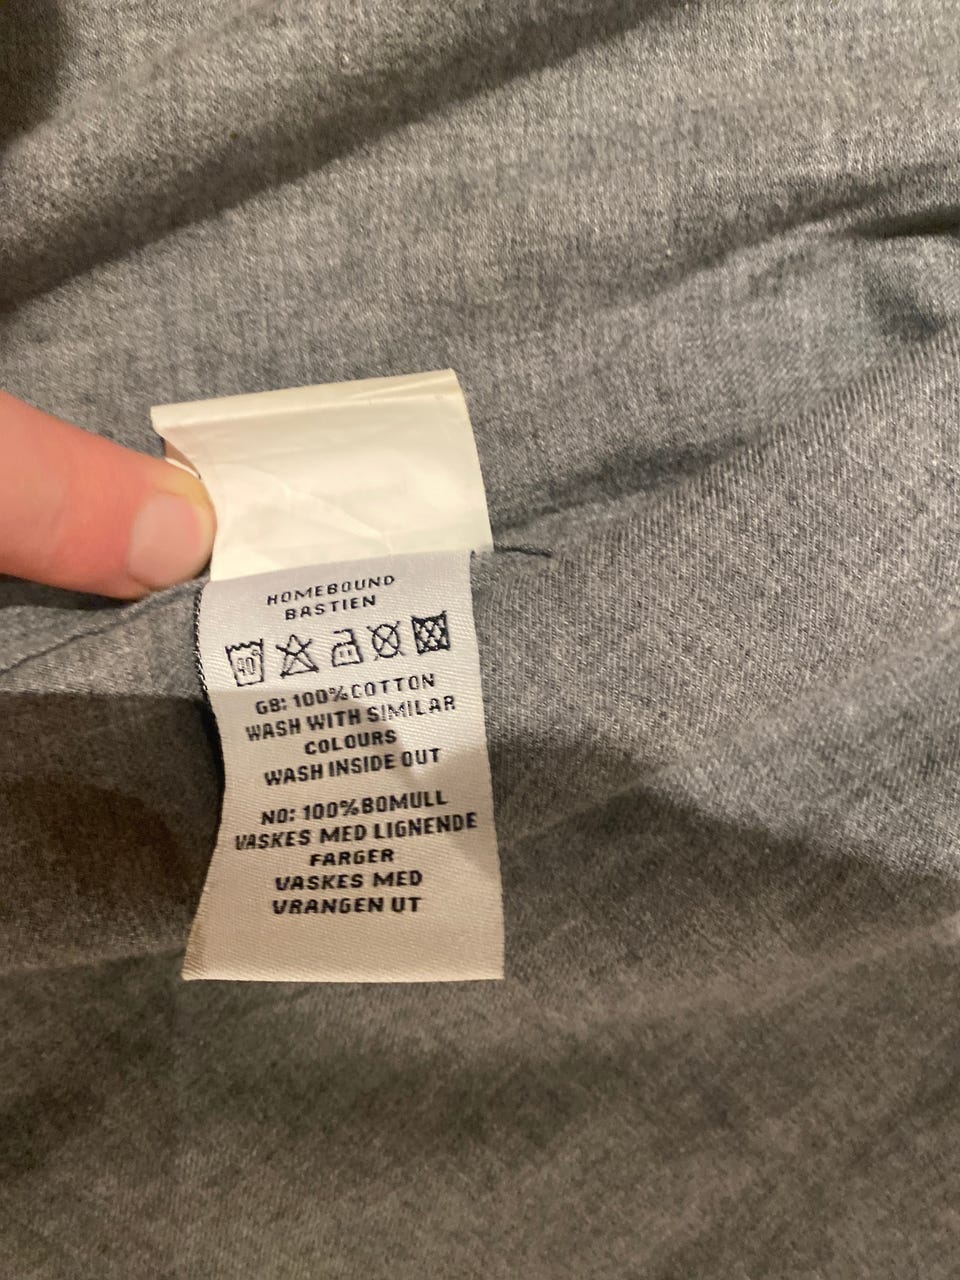 HOMEBOUND
BASTIEN
40°
GB: 100%COTTON
WASH WITH SIMILAR
COLOURS
WASH INSIDE OUT
NO: 100%BOMULL
VASKES MED LIGNENDE
FARGER
VASKES MED
VRANGEN UT